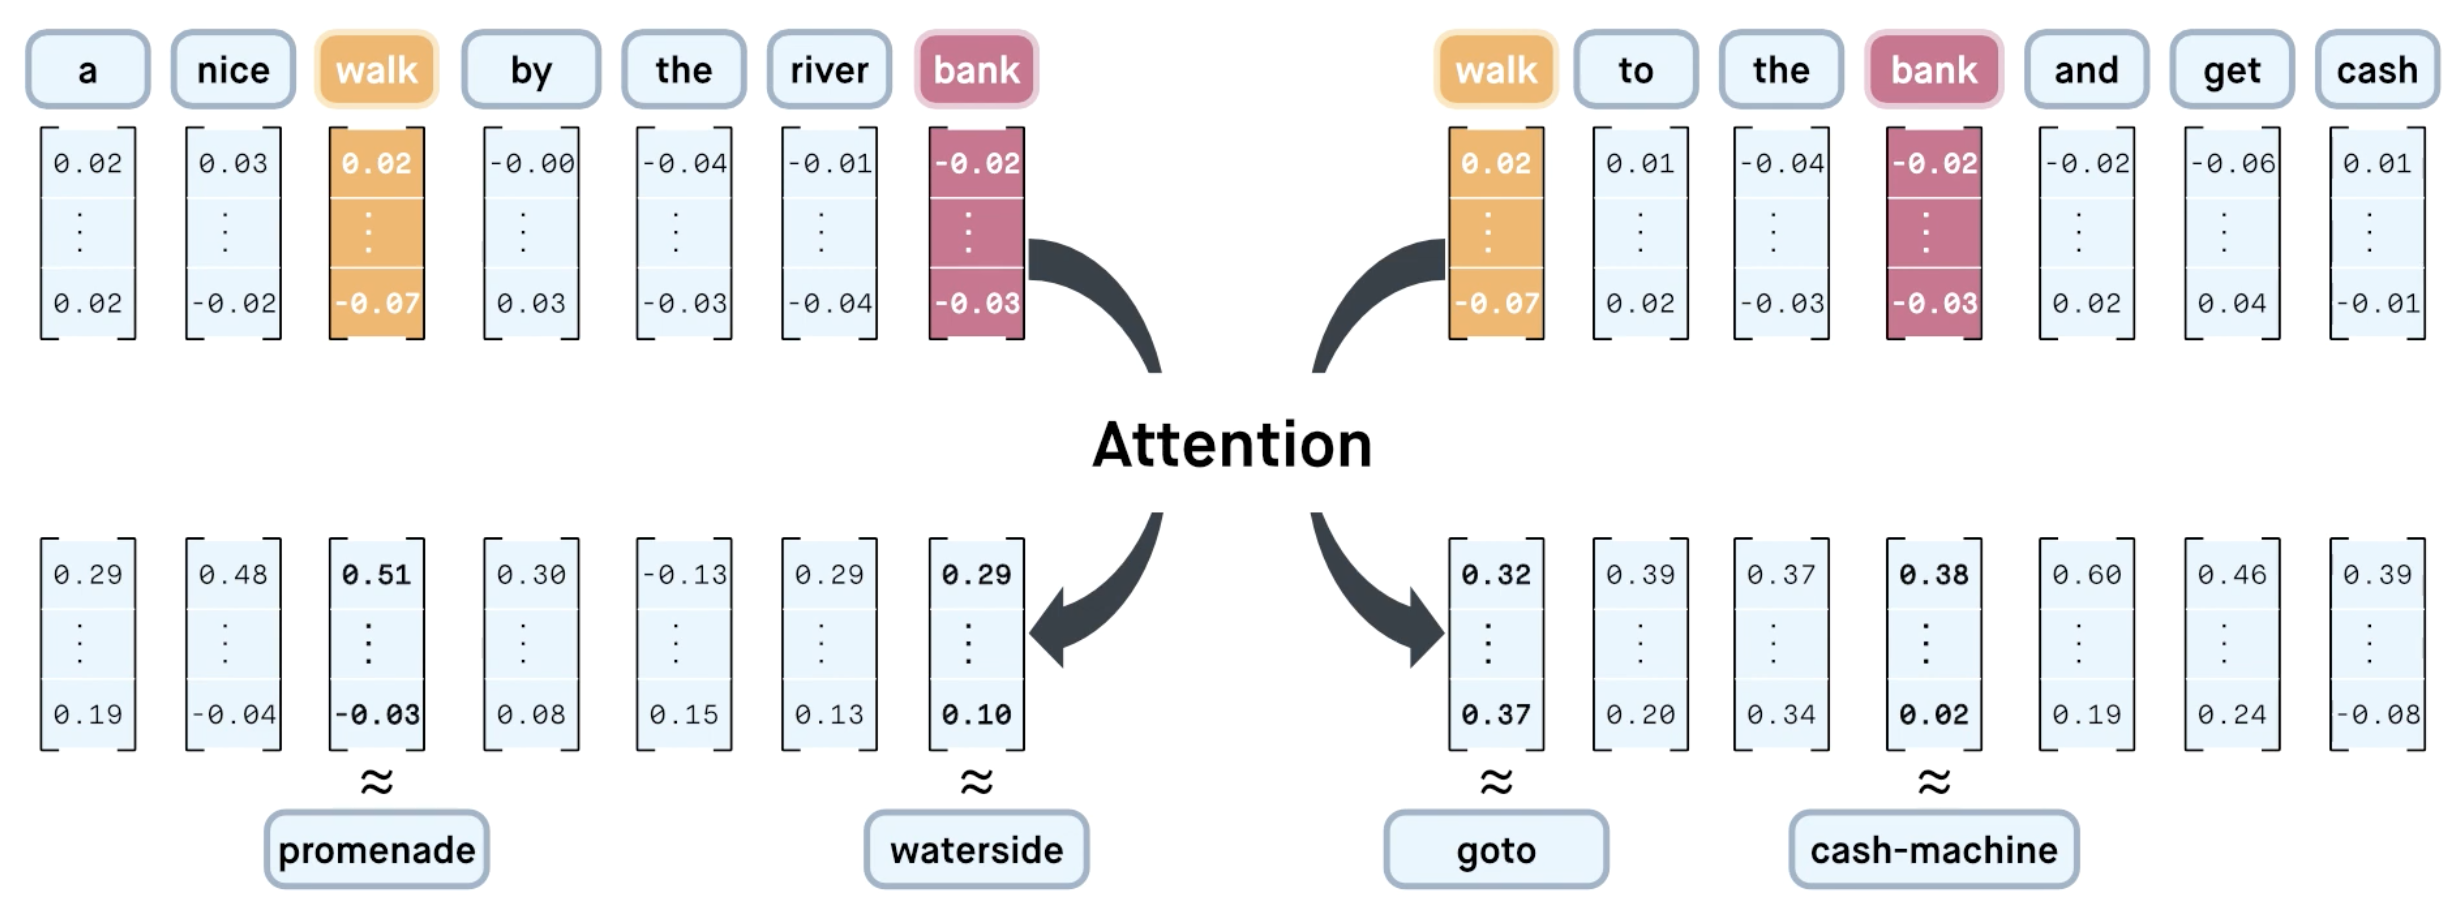 a nice walk by the river bank walk to the bank and get cash
0.02 0.03 0.02 -0.00 -0.04 -0.01 -0.02 0.02 0.01 -0.04 -0.02 -0.02 -0.06 0.01
⋮ ⋮ ⋮ ⋮ ⋮ ⋮ ⋮ ⋮ ⋮ ⋮ ⋮ ⋮ ⋮ ⋮
0.02 -0.02 -0.07 0.03 -0.03 -0.04 -0.03 -0.07 0.02 -0.03 -0.03 0.02 0.04 -0.01
Attention
0.29 0.48 0.51 0.30 -0.13 0.29 0.29 0.32 0.39 0.37 0.38 0.60 0.46 0.39
⋮ ⋮ ⋮ ⋮ ⋮ ⋮ ⋮ ⋮ ⋮ ⋮ ⋮ ⋮ ⋮ ⋮
0.19 -0.04 -0.03 0.08 0.15 0.13 0.10 0.37 0.20 0.34 0.02 0.19 0.24 -0.08
≈ ≈ ≈ ≈
promenade waterside goto cash-machine